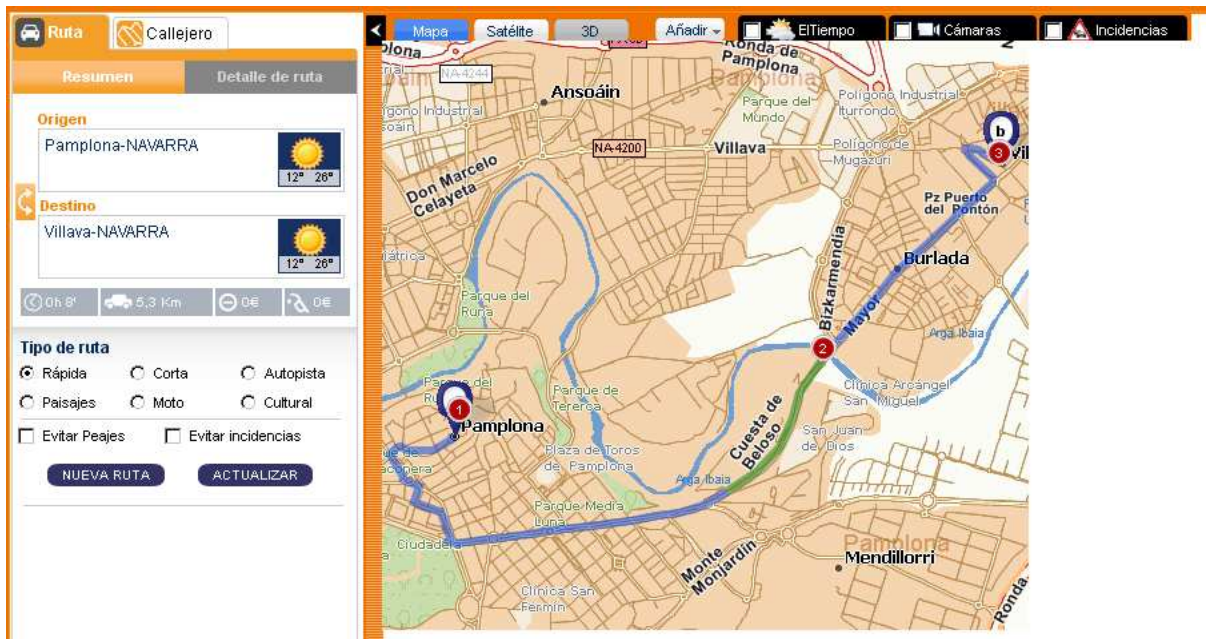 Ruta
Callejero
Resumen
Detalle de ruta
Origen
Pamplona-NAVARRA
12° 26°
Destino
Villava-NAVARRA
12° 26°
0h 8'
5,3 Km
0€
0€
Tipo de ruta
Rápida
Corta
Autopista
Paisajes
Moto
Cultural
Evitar Peajes
Evitar incidencias
NUEVA RUTA
ACTUALIZAR
Mapa
Satélite
3D
Añadir
ElTiempo
Cámaras
Incidencias
Ronda de
Pamplona
NA-4244
Ansoáin
Parque del
Mundo
Polígono Industrial
Iturrondo
NA-4200
Villava
Polígono de
Mugazuri
b
3
Don Marcelo
Celayeta
Pz Puerto
del Pontón
Burlada
Bizkarmendia
Mayor
Parque del
Runa
Arga Ibaia
2
Clínica Arcángel
San Miguel
Parque de
Tererca
1
Pamplona
Cuesta de
Beloso
San Juan
de Dios
Plaza de Toros
de Pamplona
Arga Ibaia
Parque Media
Luna
Ciudadela
Monte
Monjardín
Pamplona
Mendillorri
Clínica San
Fermín
Ronda